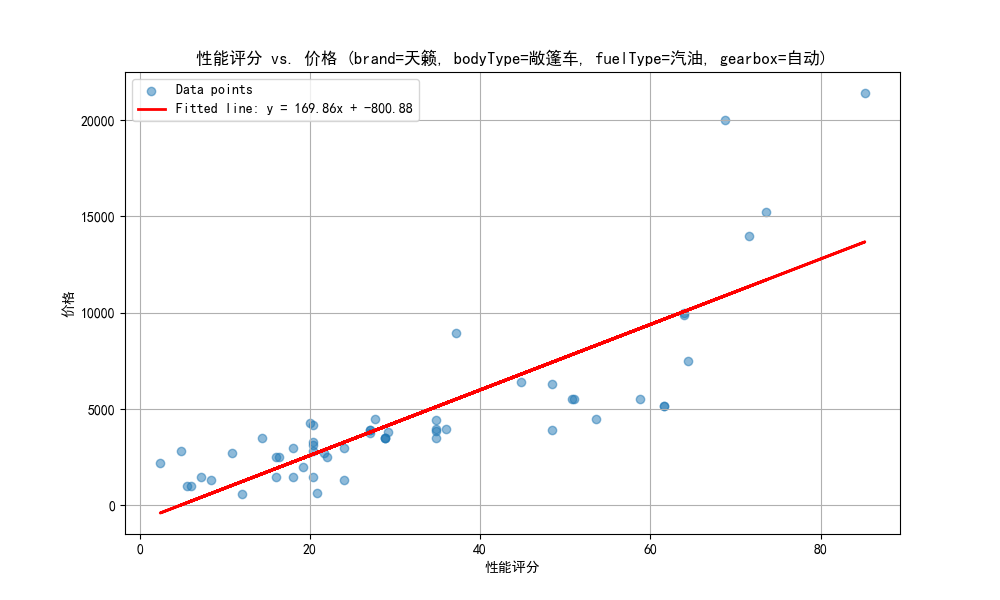 性能评分 vs. 价格 (brand=天籁, bodyType=敞篷车, fuelType=汽油, gearbox=自动)
Data points
Fitted line: y = 169.86x + -800.88
20000
15000
10000
5000
0
价格
0 20 40 60 80
性能评分